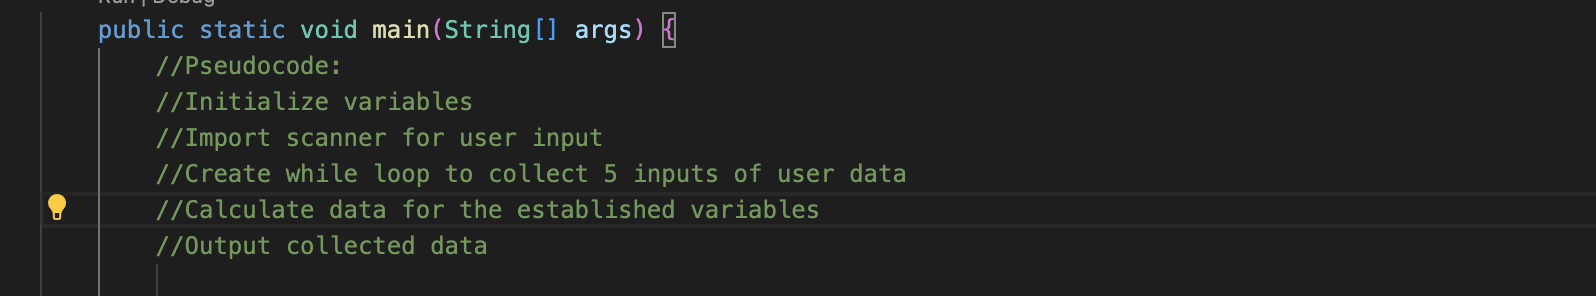 Run | Debug
public static void main(String[] args) {
//Pseudocode:
//Initialize variables
//Import scanner for user input
//Create while loop to collect 5 inputs of user data
//Calculate data for the established variables
//Output collected data